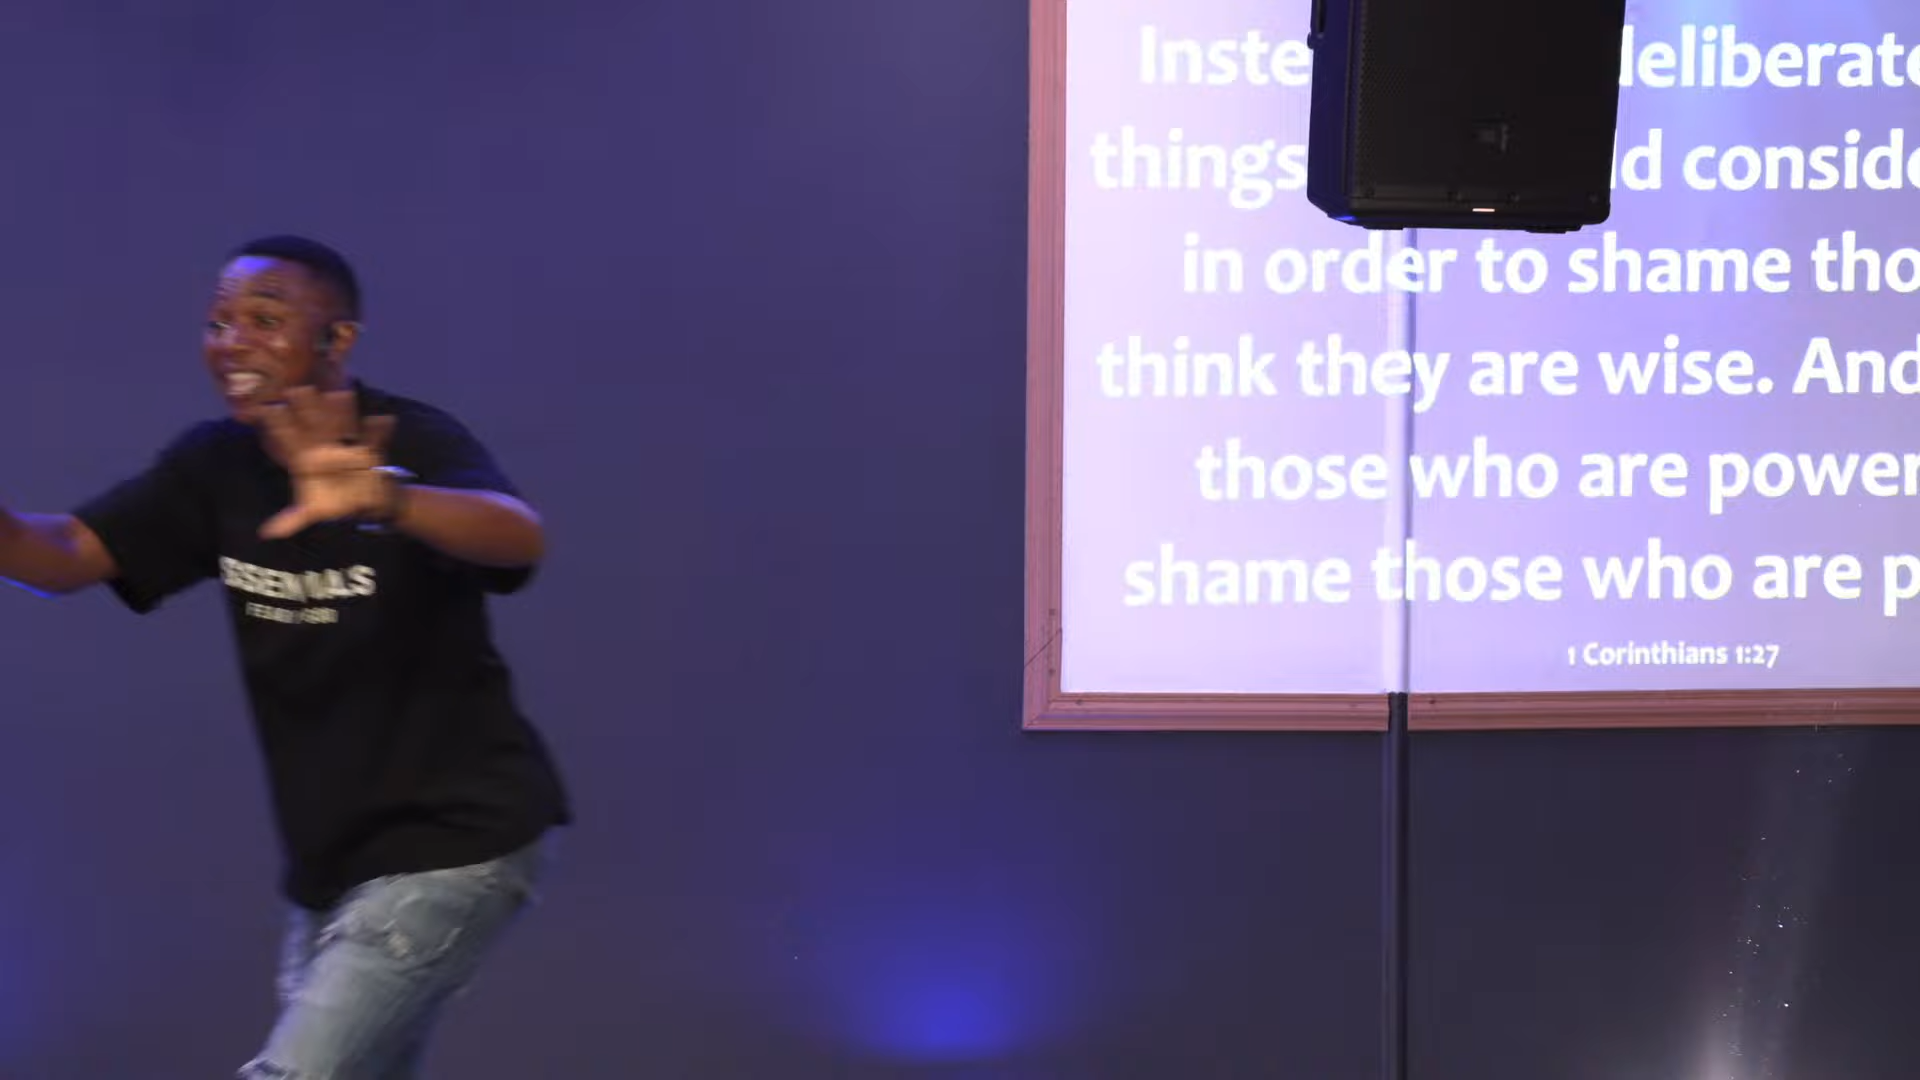 Inste deliberate
things d conside
in order to shame tho
think they are wise. And
those who are power
shame those who are p
1 Corinthians 1:27
ESSENTIALS